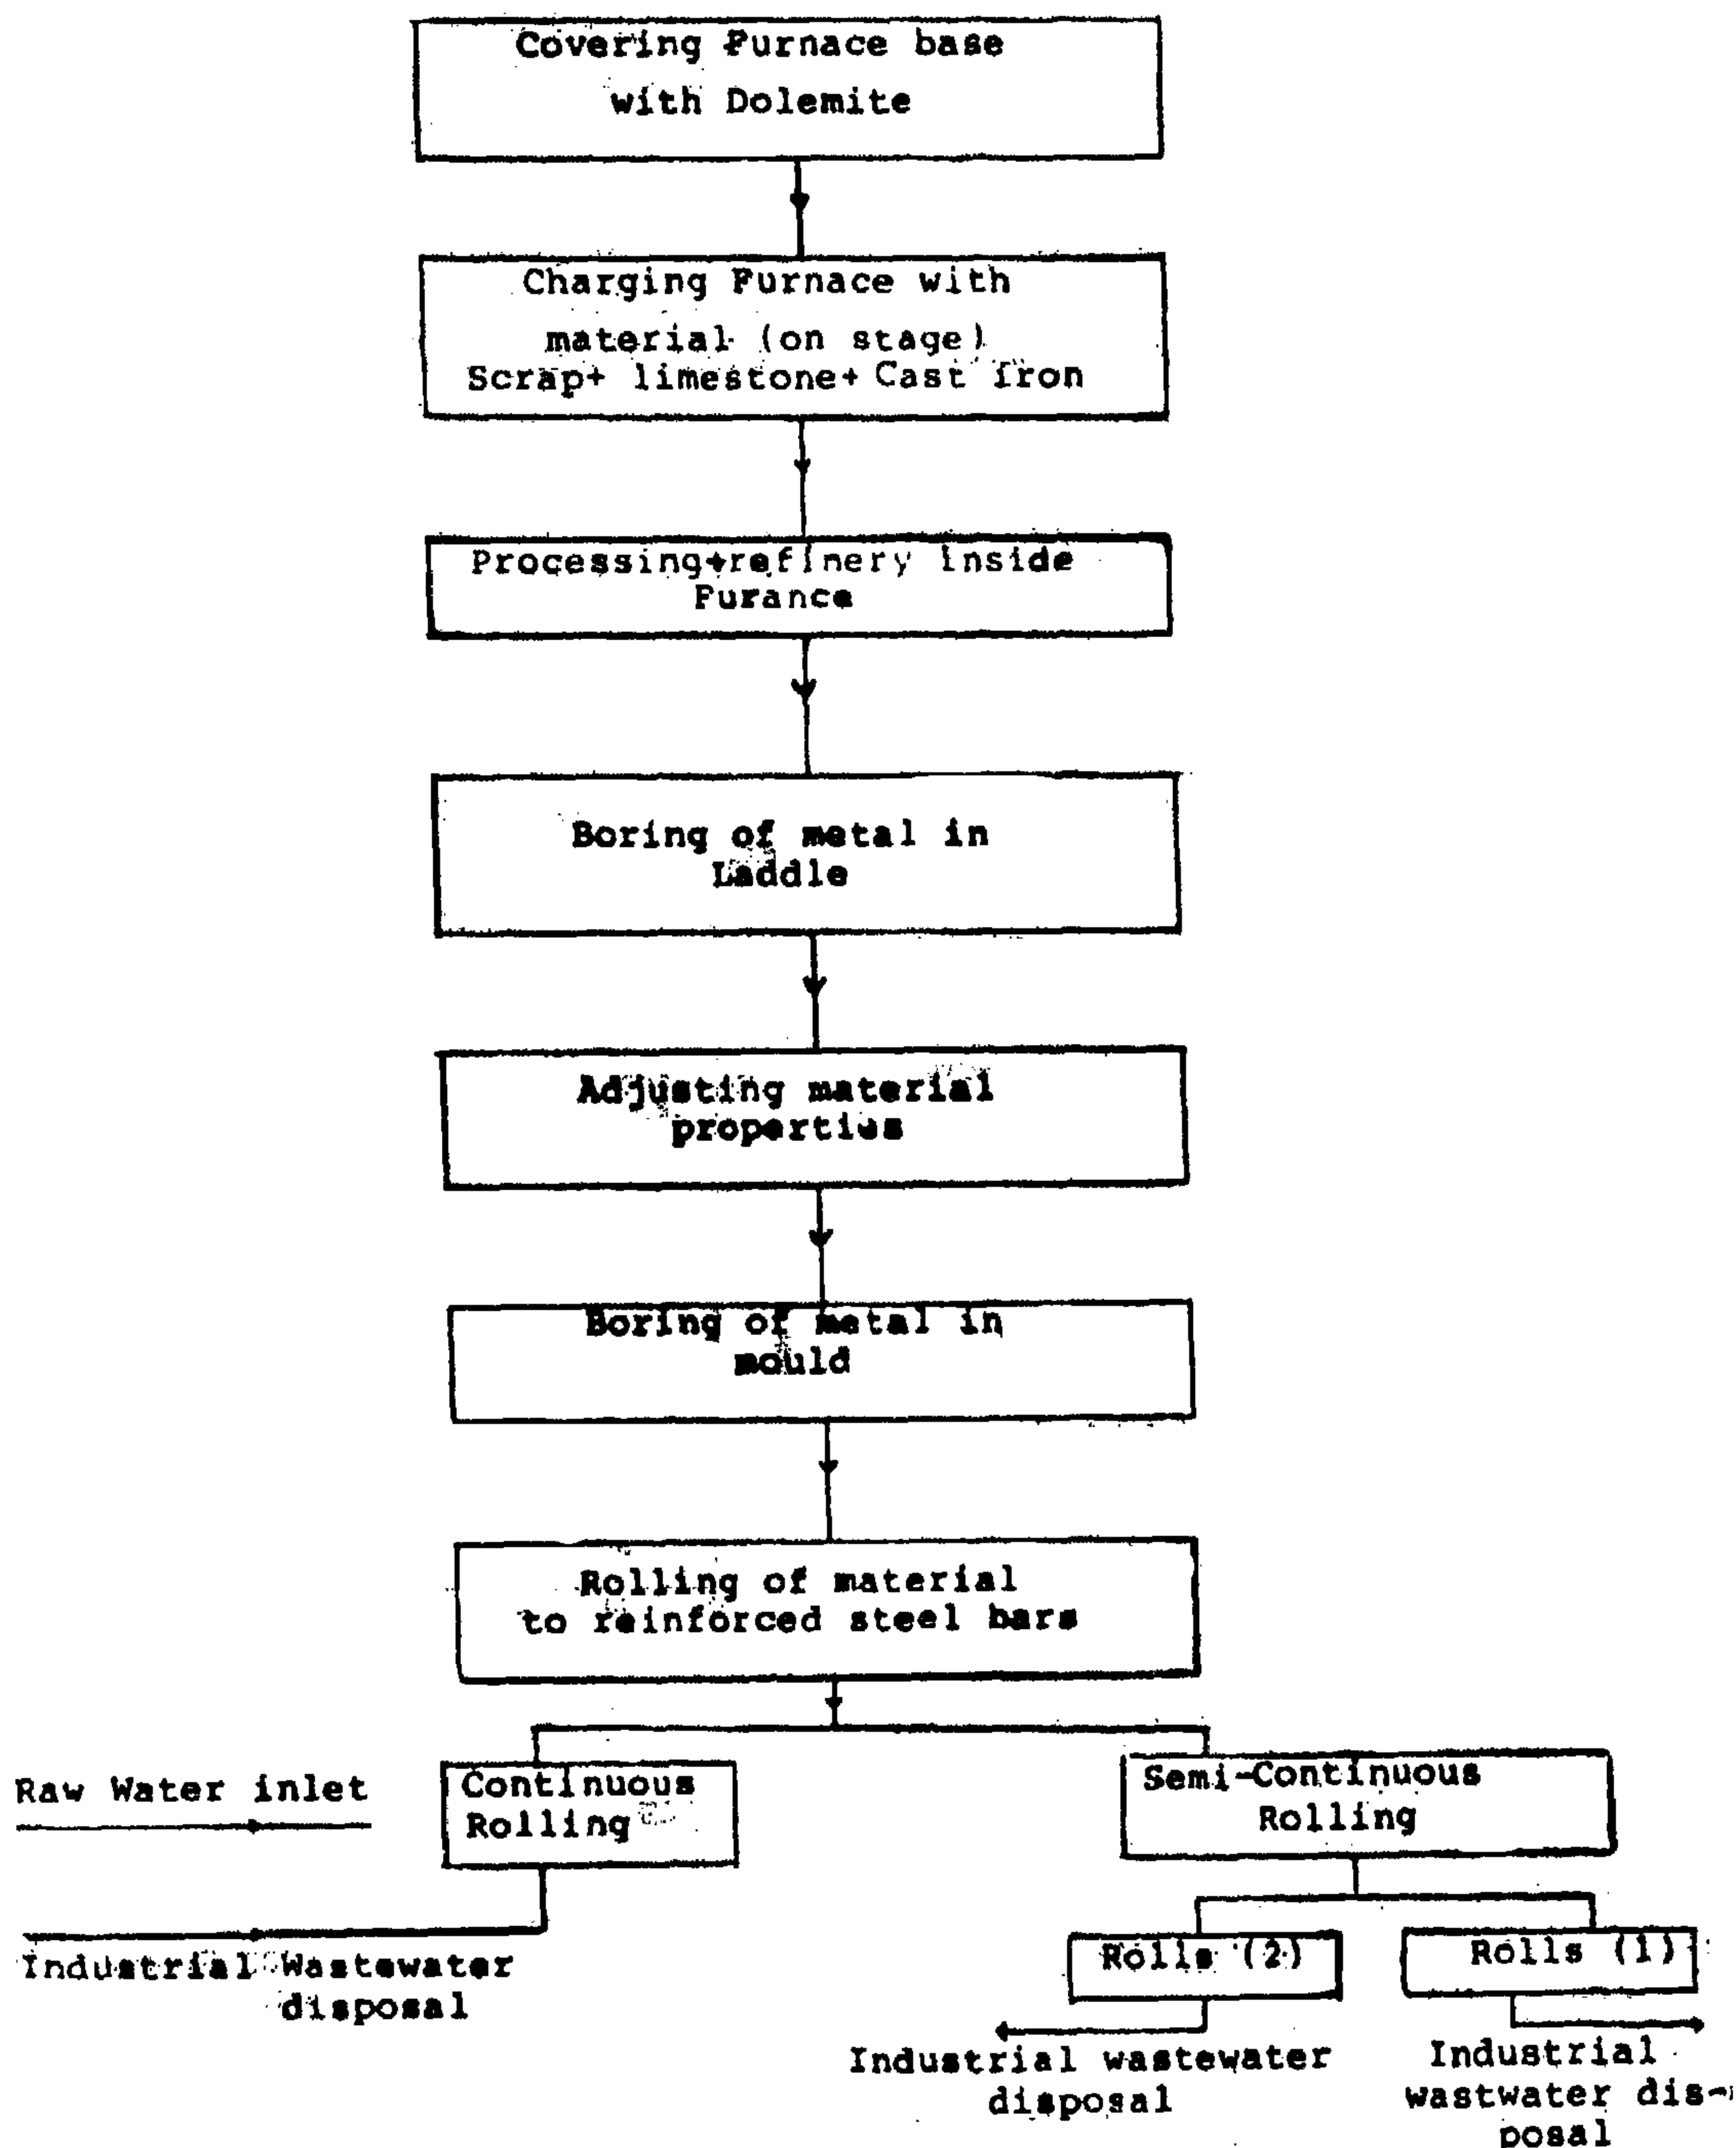 Covering Furnace base
with Dolemite
Charging Furnace with
material (on stage)
Scrap+ limestone+ Cast iron
Processing+refinery inside
Furance
Boring of metal in
Laddle
Adjusting material
properties
Boring of metal in
mould
Rolling of material
to reinforced steel bars
Raw Water inlet
Continuous
Rolling
Semi-Continuous
Rolling
Industrial Wastewater
disposal
Rolls (2)
Rolls (1)
Industrial wastewater
disposal
Industrial
wastwater dis-
posal